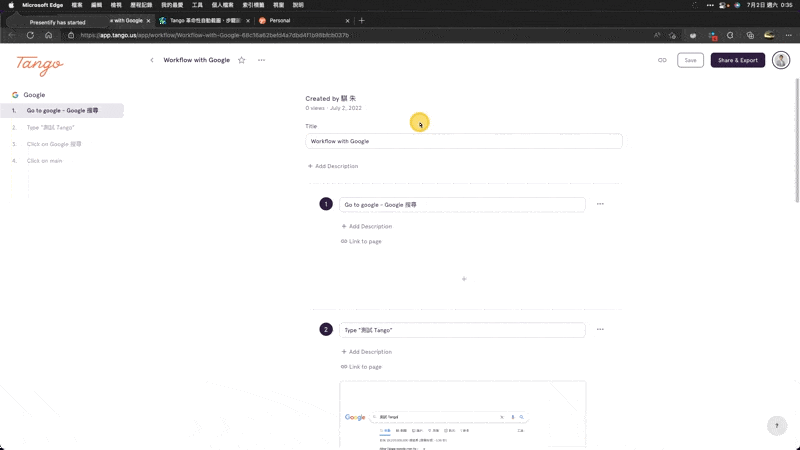 Microsoft Edge 檔案 編輯 檢視 歷程記錄 我的最愛 工具 個人檔案 索引標籤 視窗 說明
7月2日 週六 0:35
Presentify has started
w with Google
Tango 革命性自動截圖，步驟
Personal
https://app.tango.us/app/workflow/Workflow-with-Google-
Tango
Workflow with Google
Save
Share & Export
Google
1. Go to google - Google 搜尋
2. Type "測試 Tango"
3. Click on Google 搜尋
4. Click on main
Created by 騏 朱
0 views - July 2, 2022
Title
Workflow with Google
+ Add Description
1
Go to google - Google 搜尋
+ Add Description
Link to page
+
2
Type "測試 Tango"
+ Add Description
Link to page
Google
測試 Tango
?